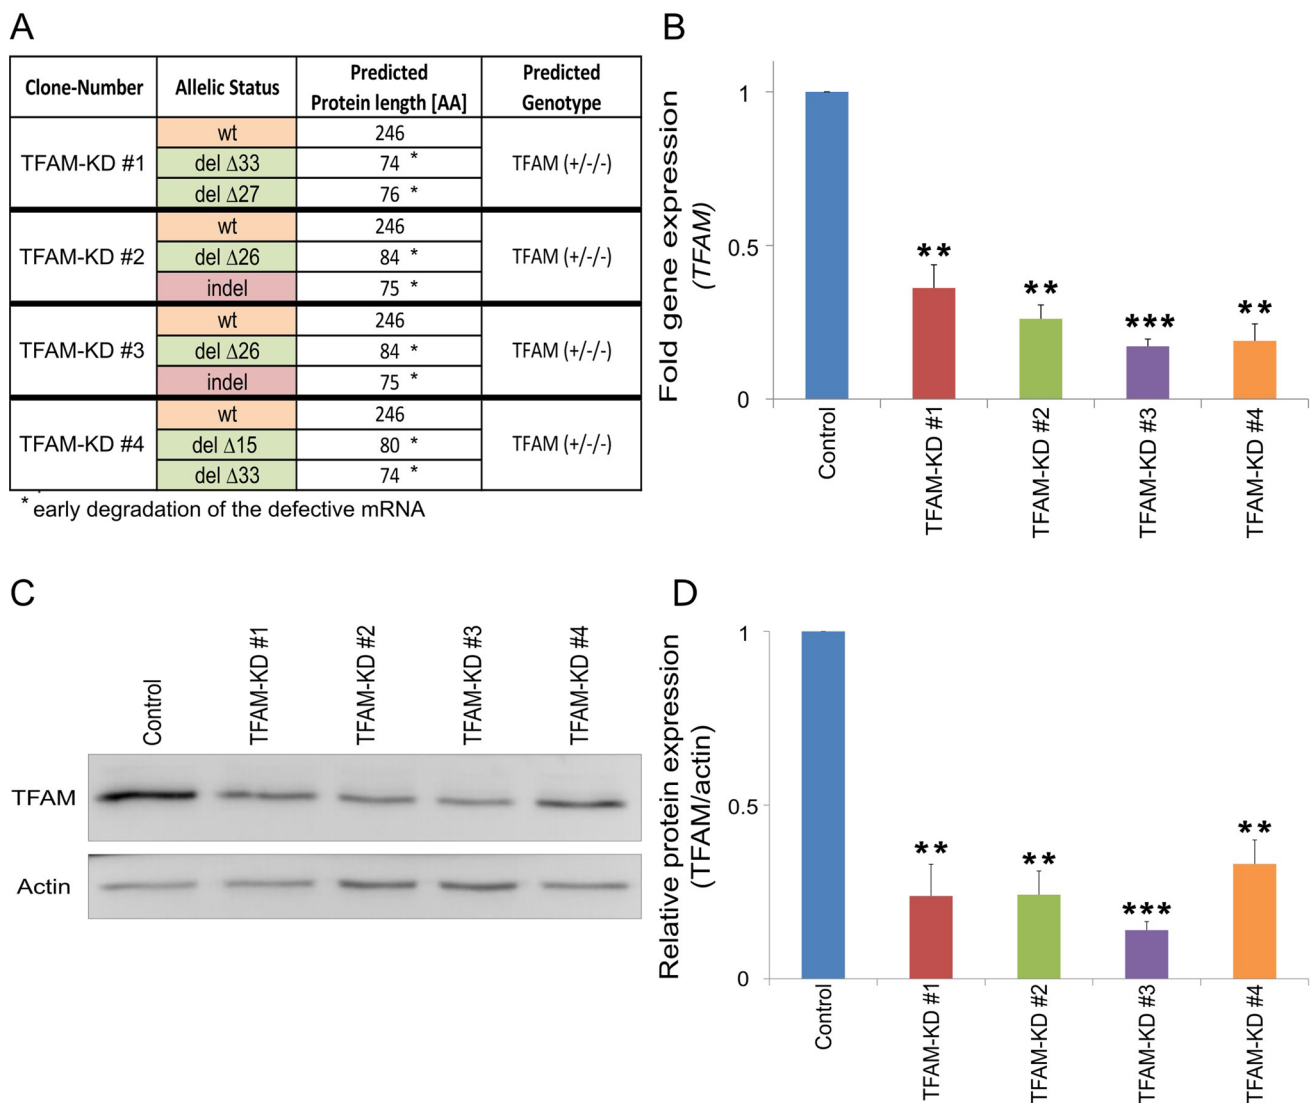 A
Clone-Number Allelic Status Predicted Protein length [AA] Predicted Genotype
TFAM-KD #1 wt 246 TFAM (+/-/-)
del Δ33 74 *
del Δ27 76 *
TFAM-KD #2 wt 246 TFAM (+/-/-)
del Δ26 84 *
indel 75 *
TFAM-KD #3 wt 246 TFAM (+/-/-)
del Δ26 84 *
indel 75 *
TFAM-KD #4 wt 246 TFAM (+/-/-)
del Δ15 80 *
del Δ33 74 *
* early degradation of the defective mRNA
B
Fold gene expression
(TFAM)
1
0.5
0
**
**
***
**
Control
TFAM-KD #1
TFAM-KD #2
TFAM-KD #3
TFAM-KD #4
C
Control
TFAM-KD #1
TFAM-KD #2
TFAM-KD #3
TFAM-KD #4
TFAM
Actin
D
Relative protein expression
(TFAM/actin)
1
0.5
0
**
**
***
**
Control
TFAM-KD #1
TFAM-KD #2
TFAM-KD #3
TFAM-KD #4